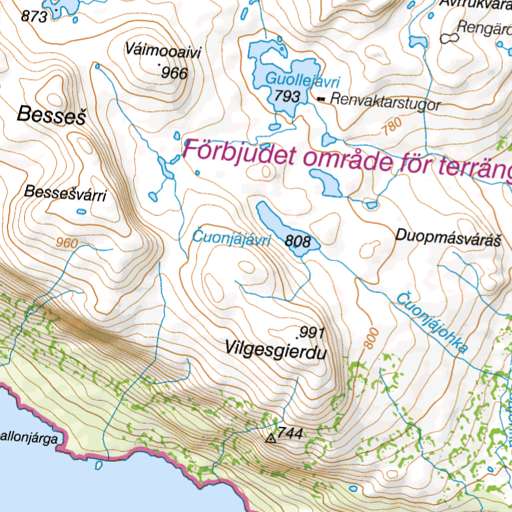 873
Váimooaivi
966
Guollejávri
793
Renvaktarstugor
780
Besseš
Förbjudet område för terräng
Bessešvárri
960
Čuonjájávri
808
Duopmásváráš
Čuonjájohka
800
991
Vilgesgierdu
744
allonjárga